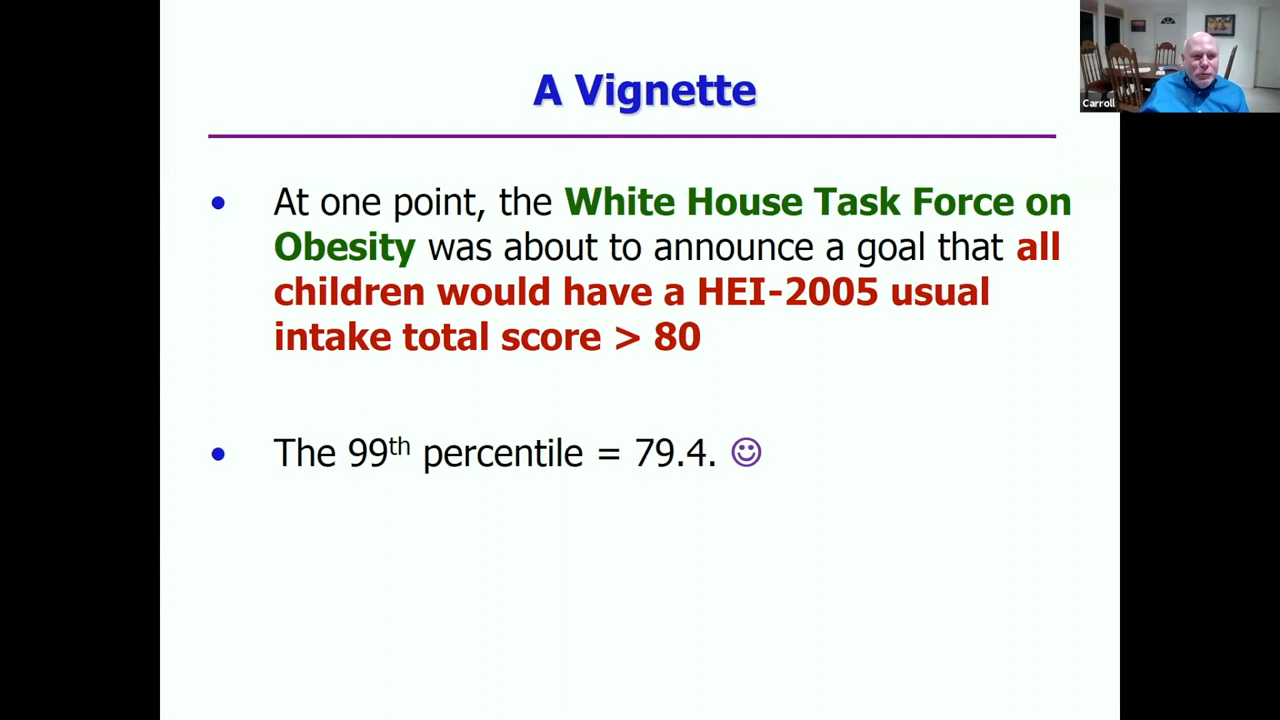 A Vignette
Carroll
• At one point, the White House Task Force on
Obesity was about to announce a goal that all
children would have a HEI-2005 usual
intake total score > 80
• The 99th percentile = 79.4. ☺